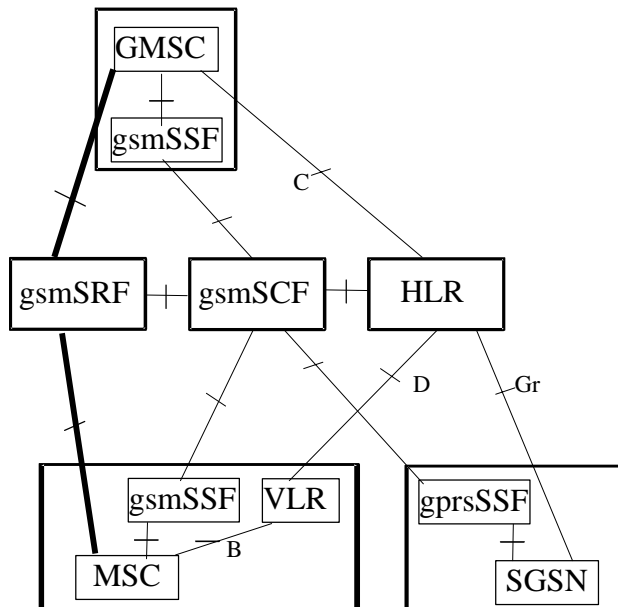 GMSC
gsmSSF
C
gsmSRF
gsmSCF
HLR
D
Gr
gsmSSF
VLR
gprsSSF
B
MSC
SGSN